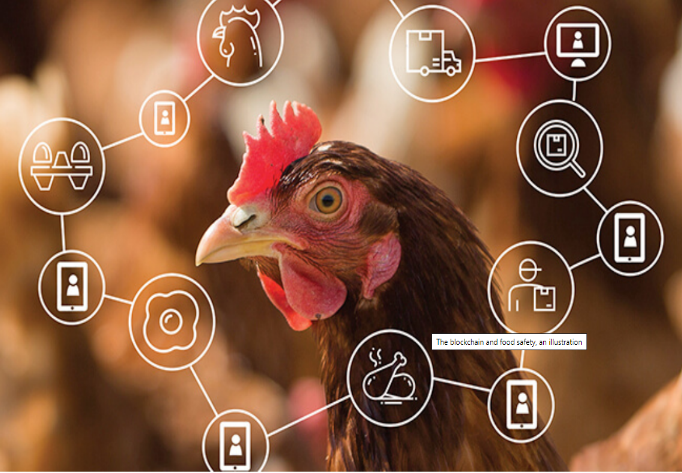 The blockchain and food safety, an illustration